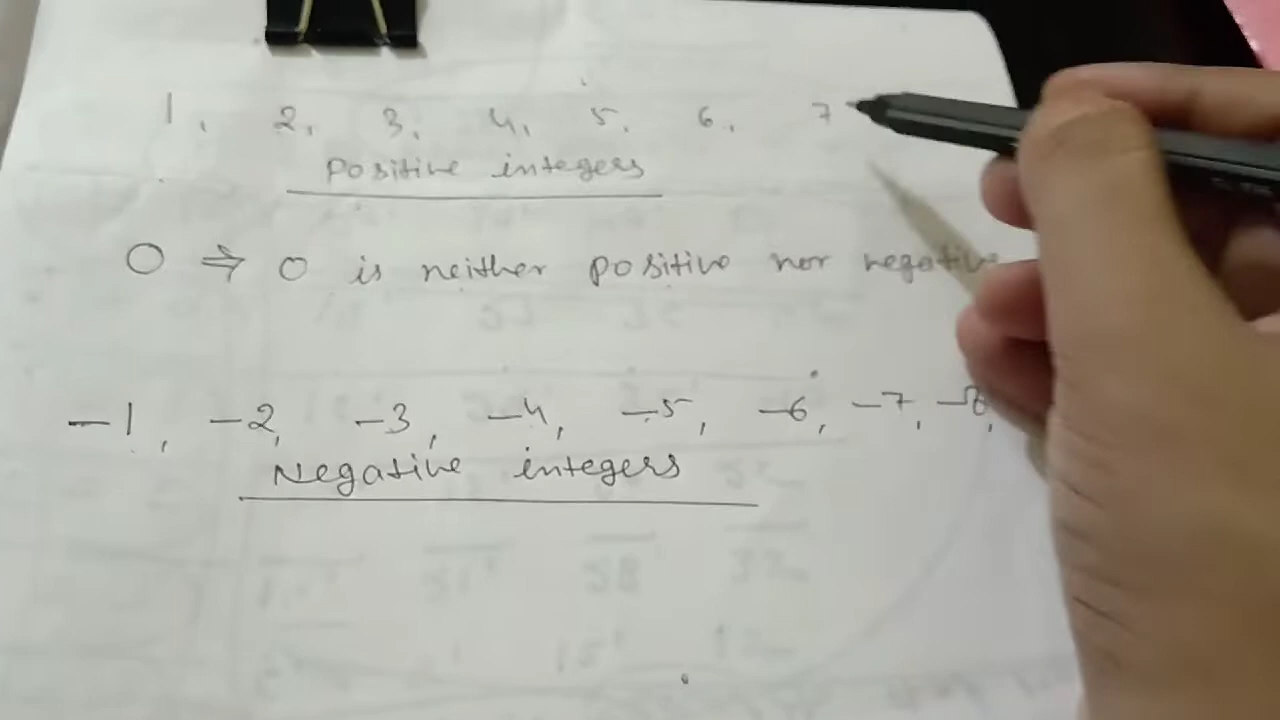 1, 2, 3, 4, 5, 6, 7
Positive integers
0 ⇒ 0 is neither positive nor negative
-1, -2, -3, -4, -5, -6, -7, -8,
Negative integers